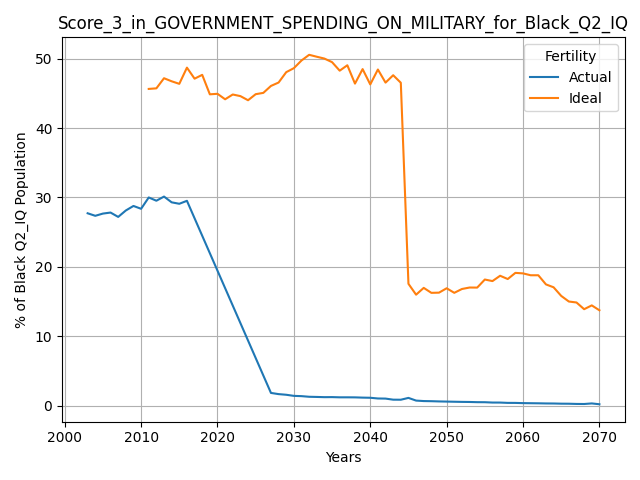 Score_3_in_GOVERNMENT_SPENDING_ON_MILITARY_for_Black_Q2_IQ
Fertility
Actual
Ideal
% of Black Q2_IQ Population
50
40
30
20
10
0
2000 2010 2020 2030 2040 2050 2060 2070
Years